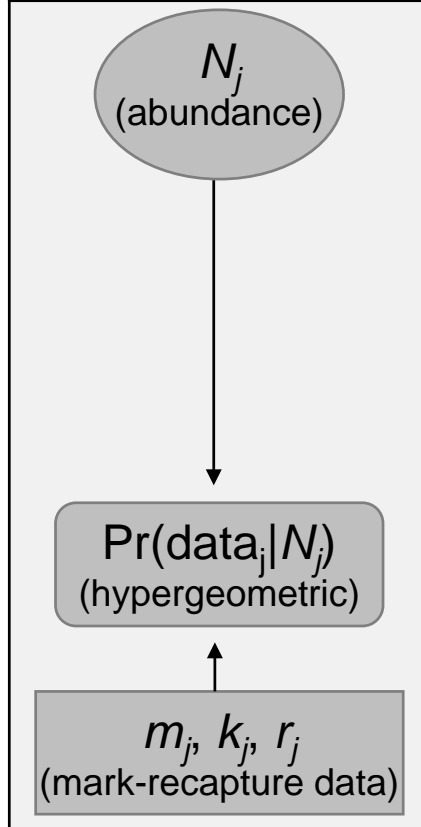 Nj
(abundance)
Pr(dataj|Nj)
(hypergeometric)
mj, kj, rj
(mark-recapture data)